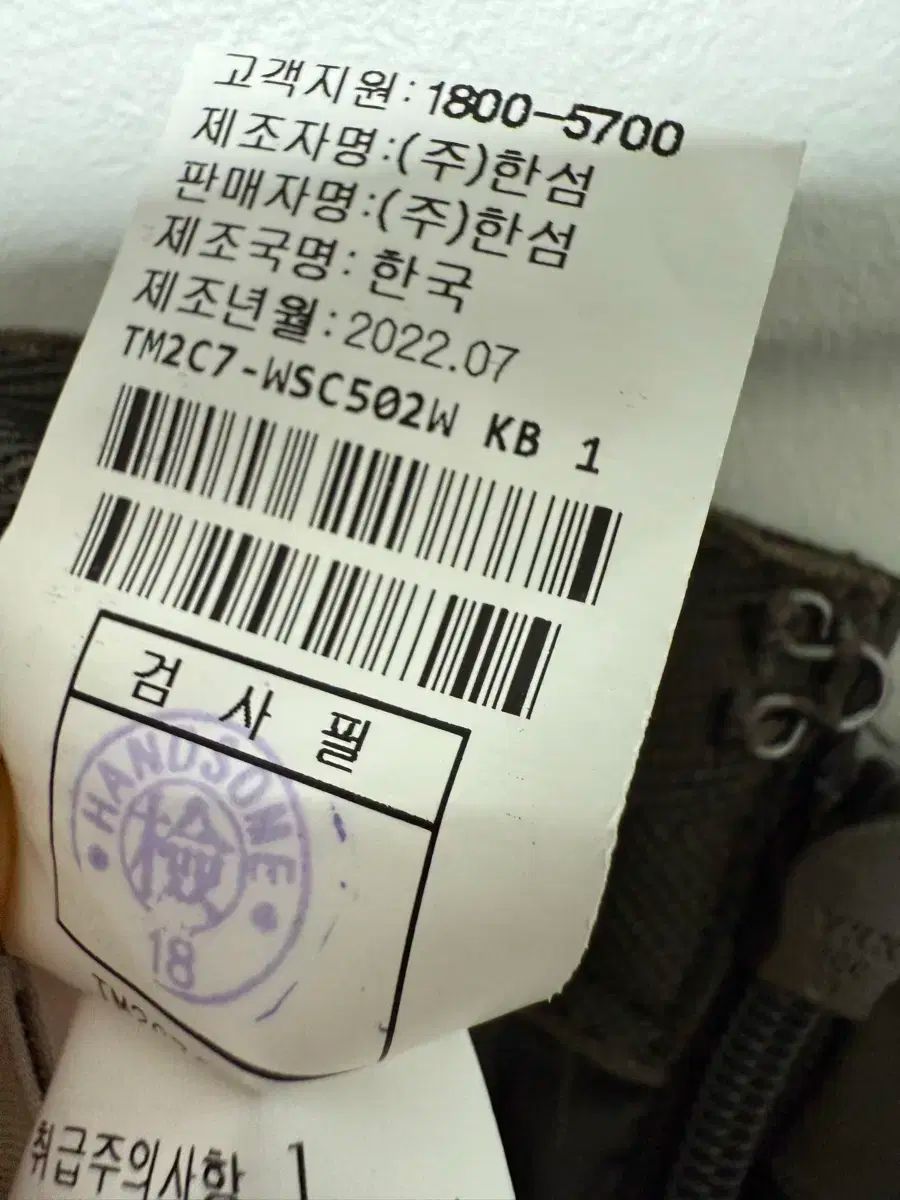 고객지원:1800-5700
제조자명:(주)한섬
판매자명:(주)한섬
제조국명: 한국
제조년월:2022.07
TM2C7-WSC502W KB 1
검 사 필
HANDSOME
檢
18
취급주의사항